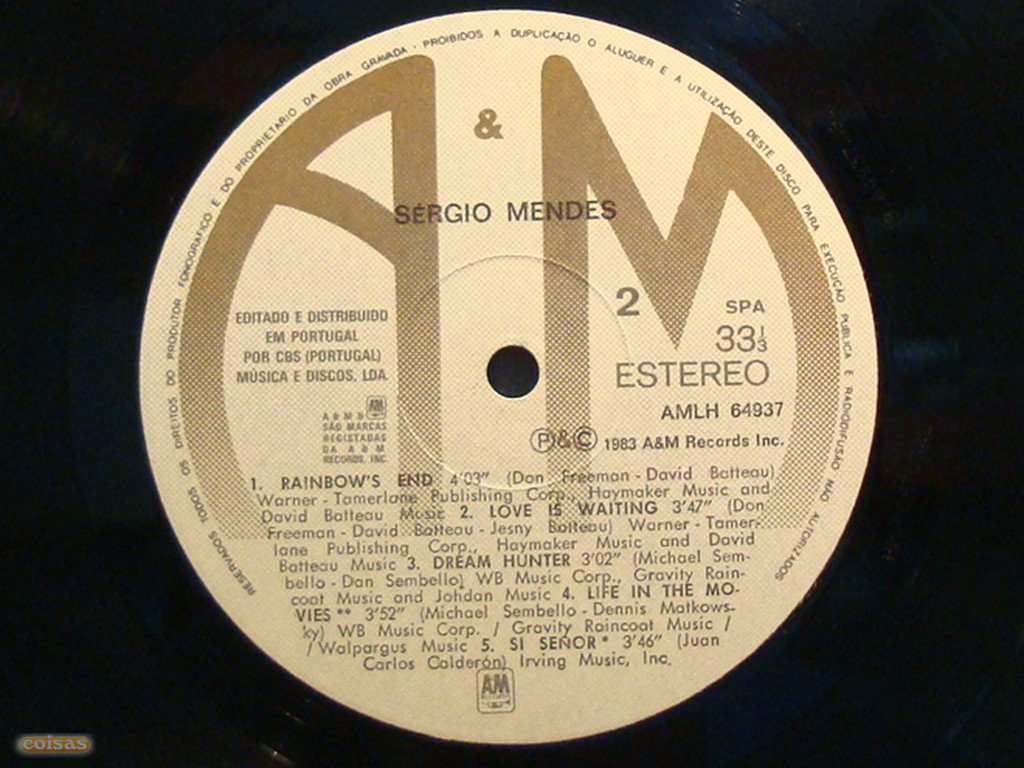 RESERVADOS TODOS OS DIREITOS DO PRODUTOR FONOGRAFICO E DO PROPRIETARIO DA OBRA GRAVADA - PROIBIDOS A DUPLICAÇÃO O ALUGUER E A UTILIZAÇÃO DESTE DISCO PARA EXECUÇÃO PUBLICA E RADIODIFUSÃO NÃO AUTORIZADOS
A & M
SÉRGIO MENDES
EDITADO E DISTRIBUIDO
EM PORTUGAL
POR CBS (PORTUGAL)
MÚSICA E DISCOS, LDA.
A & M & AM
SÃO MARCAS
REGISTADAS
DA A & M
RECORDS, INC.
2
SPA
33 1/3
ESTEREO
AMLH 64937
Ⓟ&© 1983 A&M Records Inc.
1. RAINBOW'S END 4'03" (Don Freeman - David Batteau)
Warner - Tamerlane Publishing Corp., Haymaker Music and
David Batteau Music 2. LOVE IS WAITING 3'47" (Don
Freeman - David Batteau - Jesny Batteau) Warner - Tamer-
lane Publishing Corp., Haymaker Music and David
Batteau Music 3. DREAM HUNTER 3'02" (Michael Sem-
bello - Dan Sembello) WB Music Corp., Gravity Rain-
coat Music and Johdan Music 4. LIFE IN THE MO-
VIES ** 3'52" (Michael Sembello - Dennis Matkows-
ky) WB Music Corp. / Gravity Raincoat Music /
/ Walpargus Music 5. SI SEÑOR * 3'46" (Juan
Carlos Calderón) Irving Music, Inc.
AM
coisas